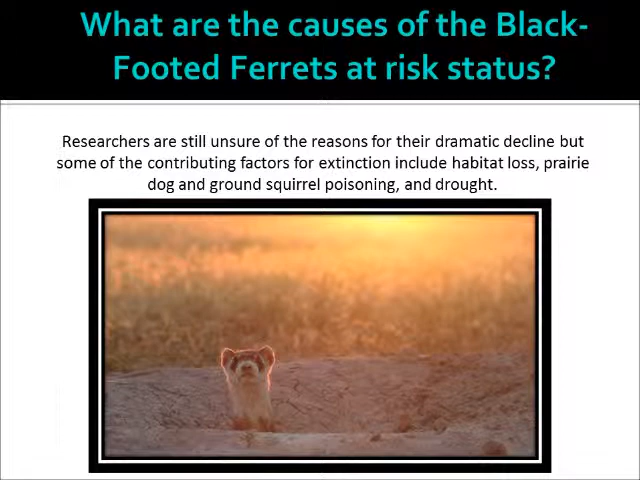 What are the causes of the Black-
Footed Ferrets at risk status?
Researchers are still unsure of the reasons for their dramatic decline but
some of the contributing factors for extinction include habitat loss, prairie
dog and ground squirrel poisoning, and drought.